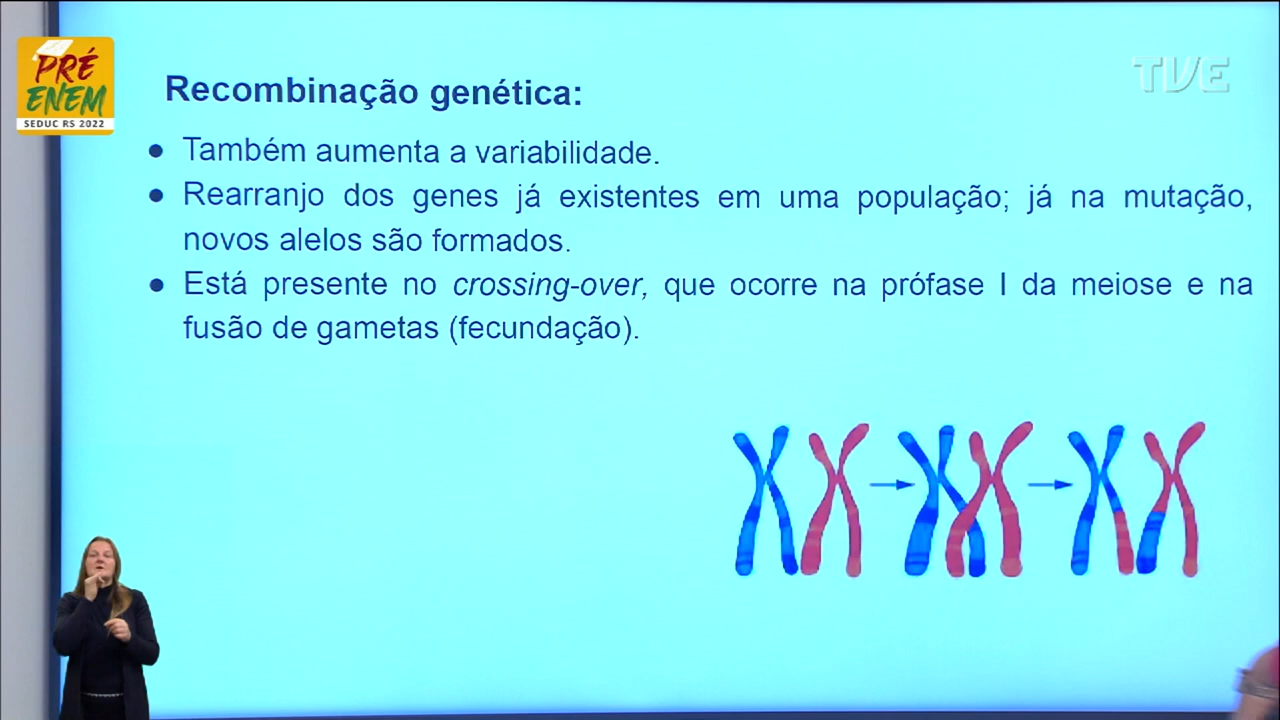 PRÉ
ENEM
SEDUC RS 2022
TVE
Recombinação genética:
● Também aumenta a variabilidade.
● Rearranjo dos genes já existentes em uma população; já na mutação,
novos alelos são formados.
● Está presente no crossing-over, que ocorre na prófase I da meiose e na
fusão de gametas (fecundação).